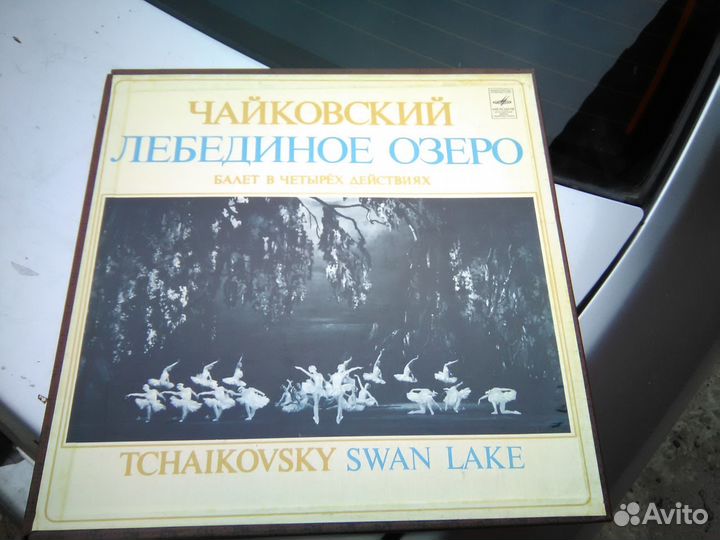 ЧАЙКОВСКИЙ
ЛЕБЕДИНОЕ ОЗЕРО
БАЛЕТ В ЧЕТЫРЁХ ДЕЙСТВИЯХ
TCHAIKOVSKY SWAN LAKE
Avito